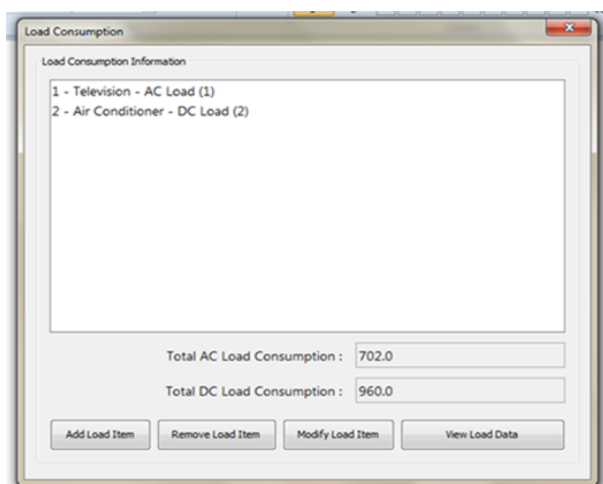 Load Consumption
Load Consumption Information
1 - Television - AC Load (1)
2 - Air Conditioner - DC Load (2)
Total AC Load Consumption : 702.0
Total DC Load Consumption : 960.0
Add Load Item Remove Load Item Modify Load Item View Load Data